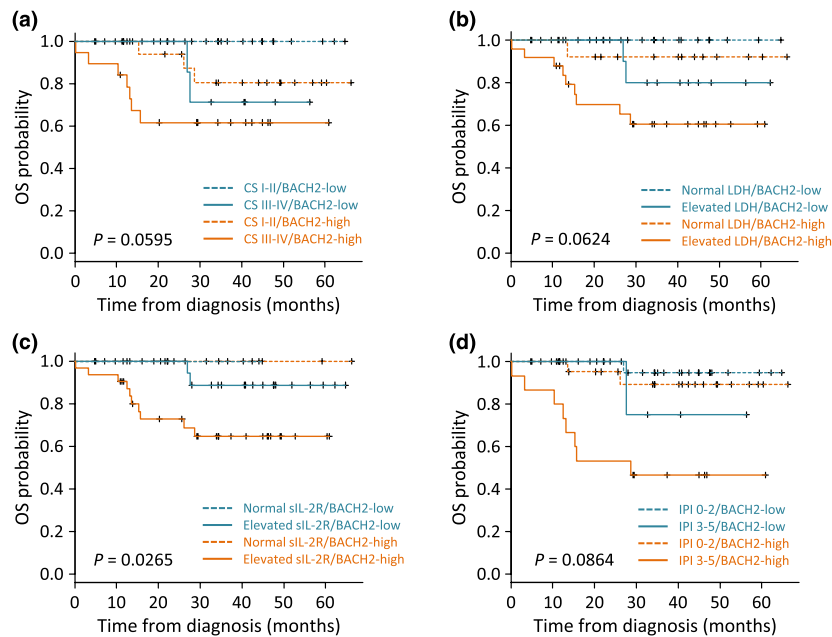 (a)
OS probability
1.0
0.8
0.6
0.4
0.2
0.0
CS I-II/BACH2-low
CS III-IV/BACH2-low
CS I-II/BACH2-high
CS III-IV/BACH2-high
P = 0.0595
0 10 20 30 40 50 60
Time from diagnosis (months)
(b)
OS probability
1.0
0.8
0.6
0.4
0.2
0.0
Normal LDH/BACH2-low
Elevated LDH/BACH2-low
Normal LDH/BACH2-high
Elevated LDH/BACH2-high
P = 0.0624
0 10 20 30 40 50 60
Time from diagnosis (months)
(c)
OS probability
1.0
0.8
0.6
0.4
0.2
0.0
Normal sIL-2R/BACH2-low
Elevated sIL-2R/BACH2-low
Normal sIL-2R/BACH2-high
Elevated sIL-2R/BACH2-high
P = 0.0265
0 10 20 30 40 50 60
Time from diagnosis (months)
(d)
OS probability
1.0
0.8
0.6
0.4
0.2
0.0
IPI 0-2/BACH2-low
IPI 3-5/BACH2-low
IPI 0-2/BACH2-high
IPI 3-5/BACH2-high
P = 0.0864
0 10 20 30 40 50 60
Time from diagnosis (months)